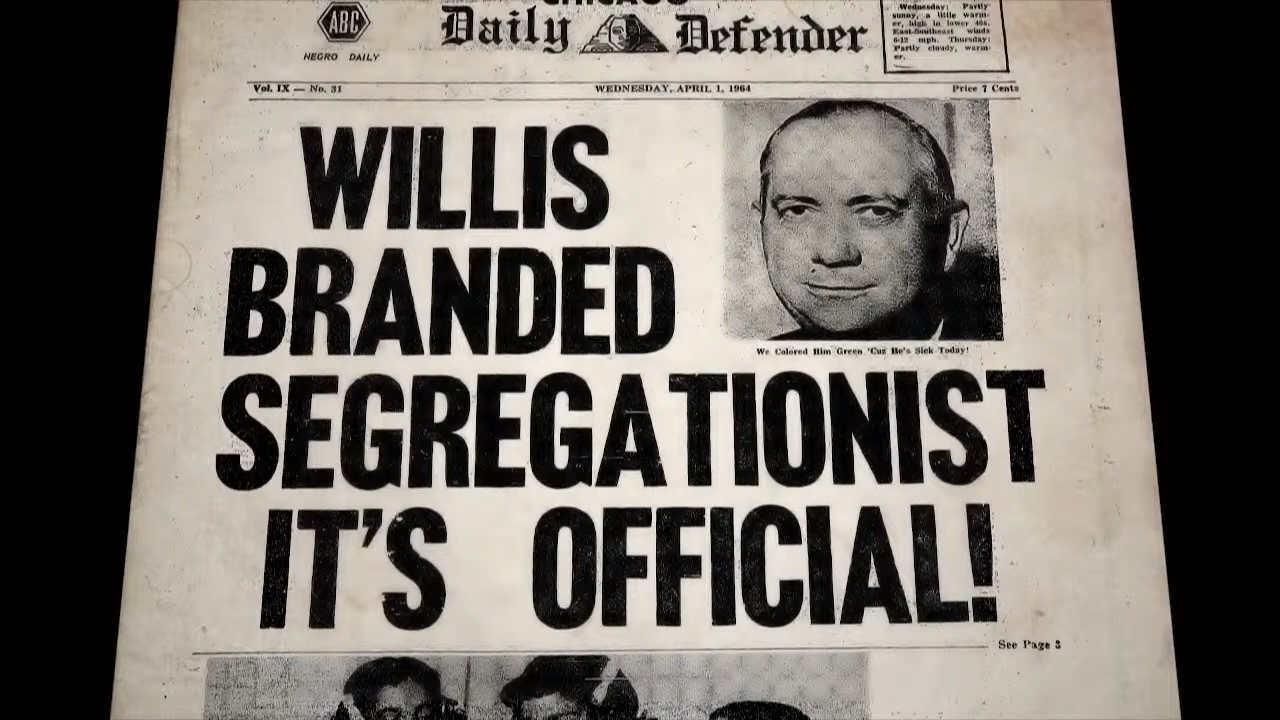 CHICAGO
ABC
NEGRO DAILY
Daily Defender
Wednesday: Partly
sunny, a little warm-
er, high in lower 40s.
East-Southeast winds
6-12 mph. Thursday:
Partly cloudy, warm-
er.
Vol. IX — No. 31
WEDNESDAY, APRIL 1, 1964
Price 7 Cents
WILLIS
BRANDED
SEGREGATIONIST
IT'S OFFICIAL!
We Colored Him Green 'Cuz He's Sick Today!
See Page 3